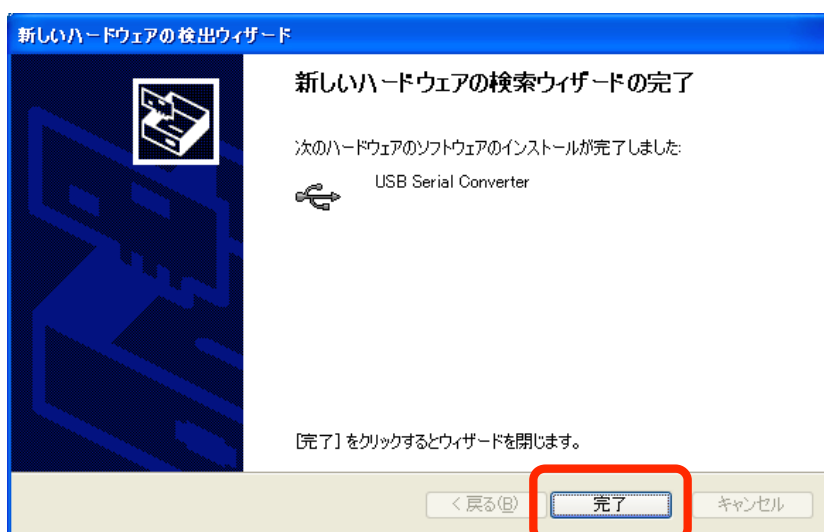 新しいハードウェアの検出ウィザード
新しいハードウェアの検索ウィザードの完了
次のハードウェアのソフトウェアのインストールが完了しました:
USB Serial Converter
[完了] をクリックするとウィザードを閉じます。
< 戻る(B) 完了 キャンセル